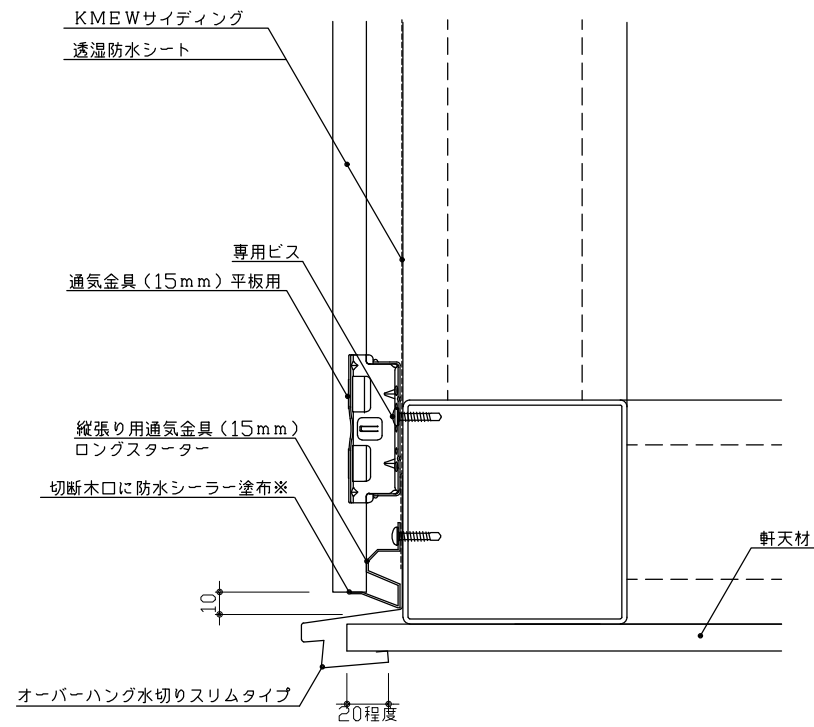 KMEWサイディング
透湿防水シート
専用ビス
通気金具（15mm）平板用
縦張り用通気金具（15mm）
ロングスターター
切断木口に防水シーラー塗布※
軒天材
10
オーバーハング水切りスリムタイプ
20程度